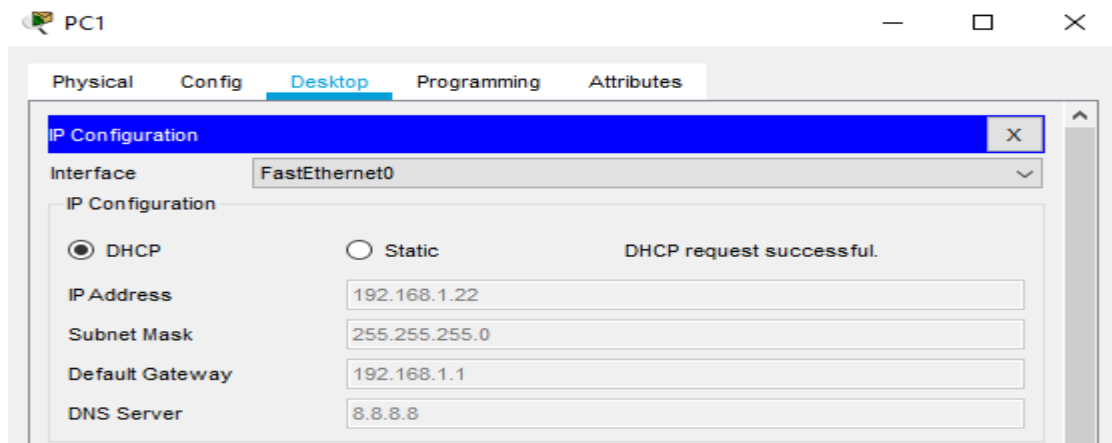 PC1
Physical Config Desktop Programming Attributes
IP Configuration X
Interface FastEthernet0
IP Configuration
DHCP Static DHCP request successful.
IP Address 192.168.1.22
Subnet Mask 255.255.255.0
Default Gateway 192.168.1.1
DNS Server 8.8.8.8